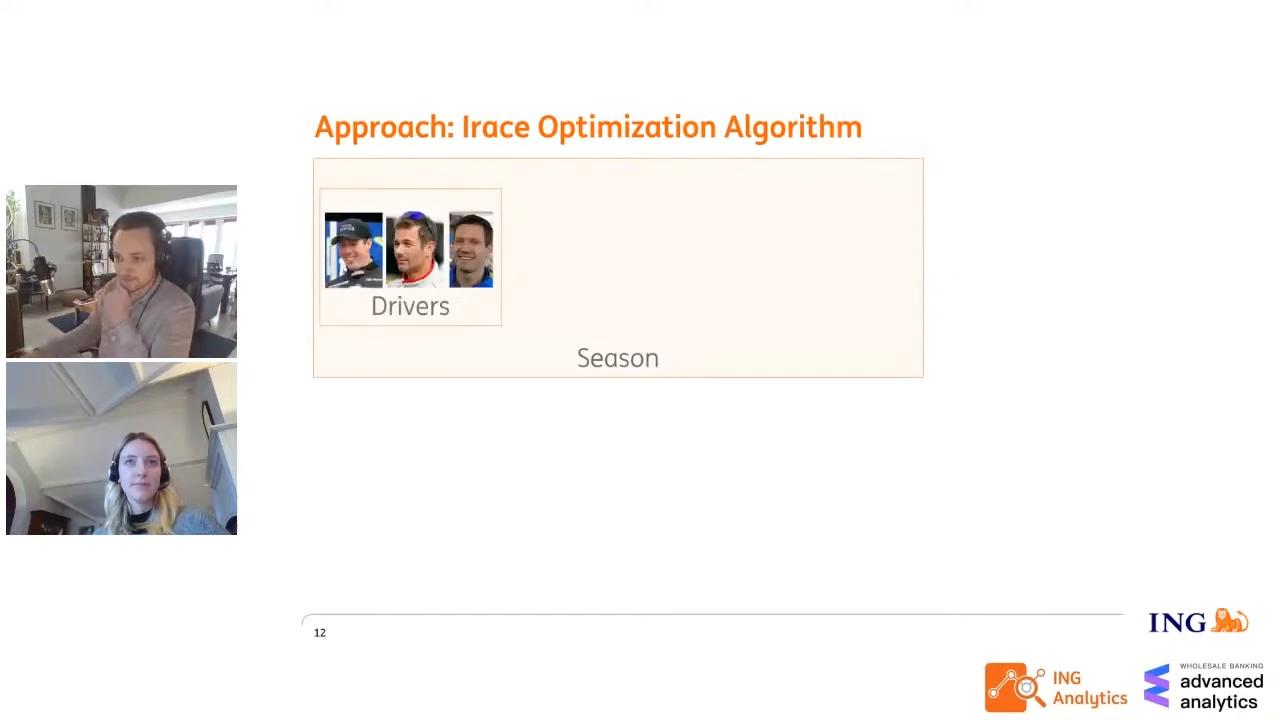 Approach: Irace Optimization Algorithm
Drivers
Season
12
ING
ING
Analytics
WHOLESALE BANKING
advanced
analytics